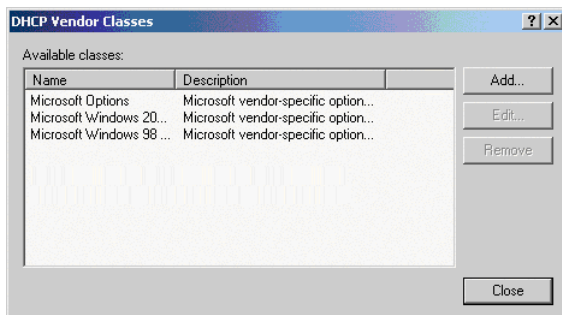 DHCP Vendor Classes
Available classes:
Name Description
Microsoft Options Microsoft vendor-specific option...
Microsoft Windows 20... Microsoft vendor-specific option...
Microsoft Windows 98 ... Microsoft vendor-specific option...
Add...
Edit...
Remove
Close